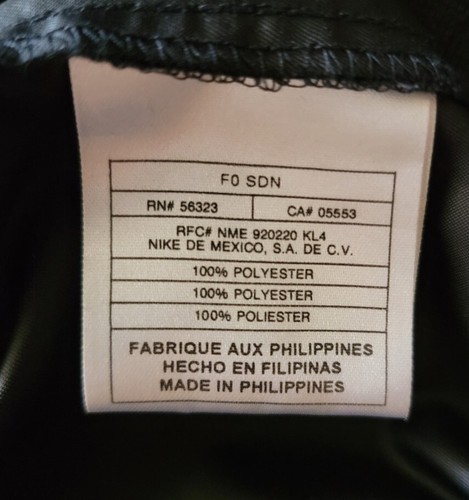 F0 SDN
RN# 56323 CA# 05553
RFC# NME 920220 KL4
NIKE DE MEXICO, S.A. DE C.V.
100% POLYESTER
100% POLYESTER
100% POLIESTER
FABRIQUE AUX PHILIPPINES
HECHO EN FILIPINAS
MADE IN PHILIPPINES